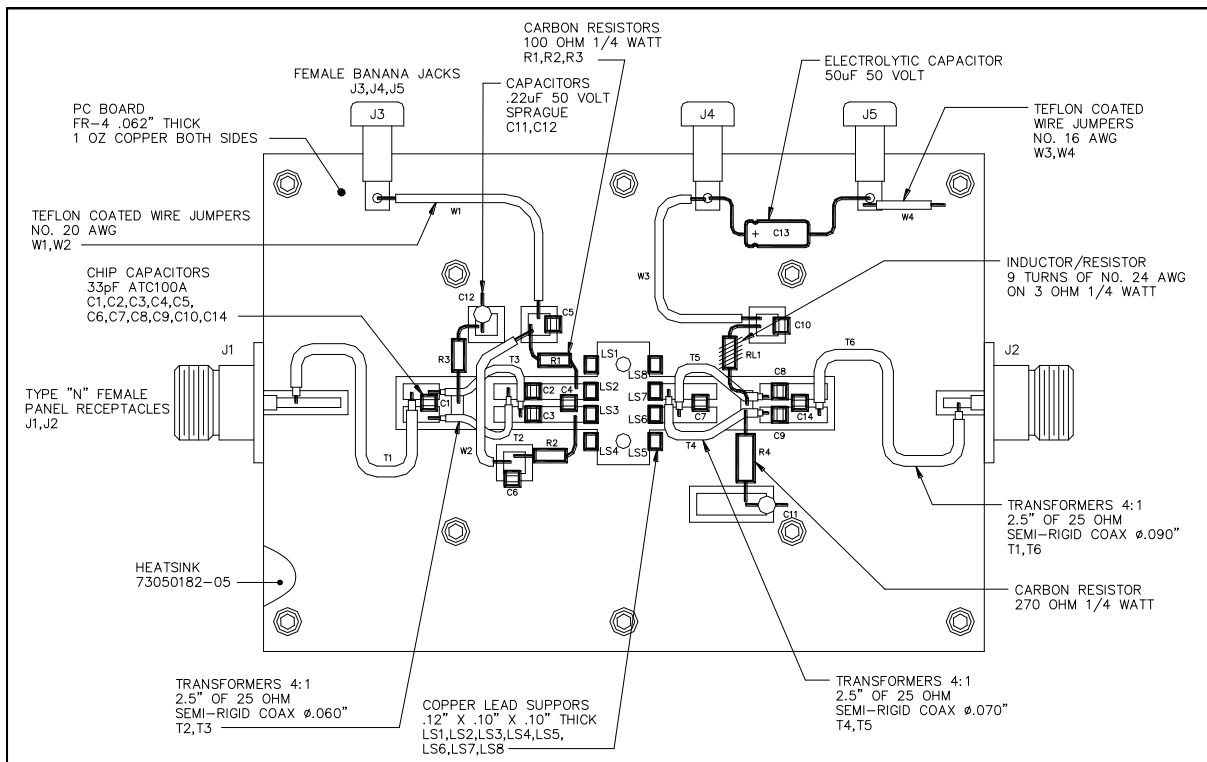 CARBON RESISTORS
100 OHM 1/4 WATT
R1,R2,R3
FEMALE BANANA JACKS
J3,J4,J5
CAPACITORS
.22uF 50 VOLT
SPRAGUE
C11,C12
ELECTROLYTIC CAPACITOR
50uF 50 VOLT
PC BOARD
FR-4 .062" THICK
1 OZ COPPER BOTH SIDES
TEFLON COATED
WIRE JUMPERS
NO. 16 AWG
W3,W4
J3
J4
J5
TEFLON COATED WIRE JUMPERS
NO. 20 AWG
W1,W2
W1
W4
C13
+
CHIP CAPACITORS
33pF ATC100A
C1,C2,C3,C4,C5,
C6,C7,C8,C9,C10,C14
INDUCTOR/RESISTOR
9 TURNS OF NO. 24 AWG
ON 3 OHM 1/4 WATT
W3
C12
C5
C10
J1
R3
T3
R1
LS1
LS8
T5
RL1
T6
J2
TYPE "N" FEMALE
PANEL RECEPTACLES
J1,J2
C1
C2
C4
LS2
LS7
C8
C3
LS3
LS6
C7
C14
T1
W2
T2
R2
LS4
LS5
T4
C9
R4
C6
C11
TRANSFORMERS 4:1
2.5" OF 25 OHM
SEMI-RIGID COAX ø.090"
T1,T6
HEATSINK
73050182-05
CARBON RESISTOR
270 OHM 1/4 WATT
TRANSFORMERS 4:1
2.5" OF 25 OHM
SEMI-RIGID COAX ø.060"
T2,T3
COPPER LEAD SUPPORS
.12" X .10" X .10" THICK
LS1,LS2,LS3,LS4,LS5,
LS6,LS7,LS8
TRANSFORMERS 4:1
2.5" OF 25 OHM
SEMI-RIGID COAX ø.070"
T4,T5